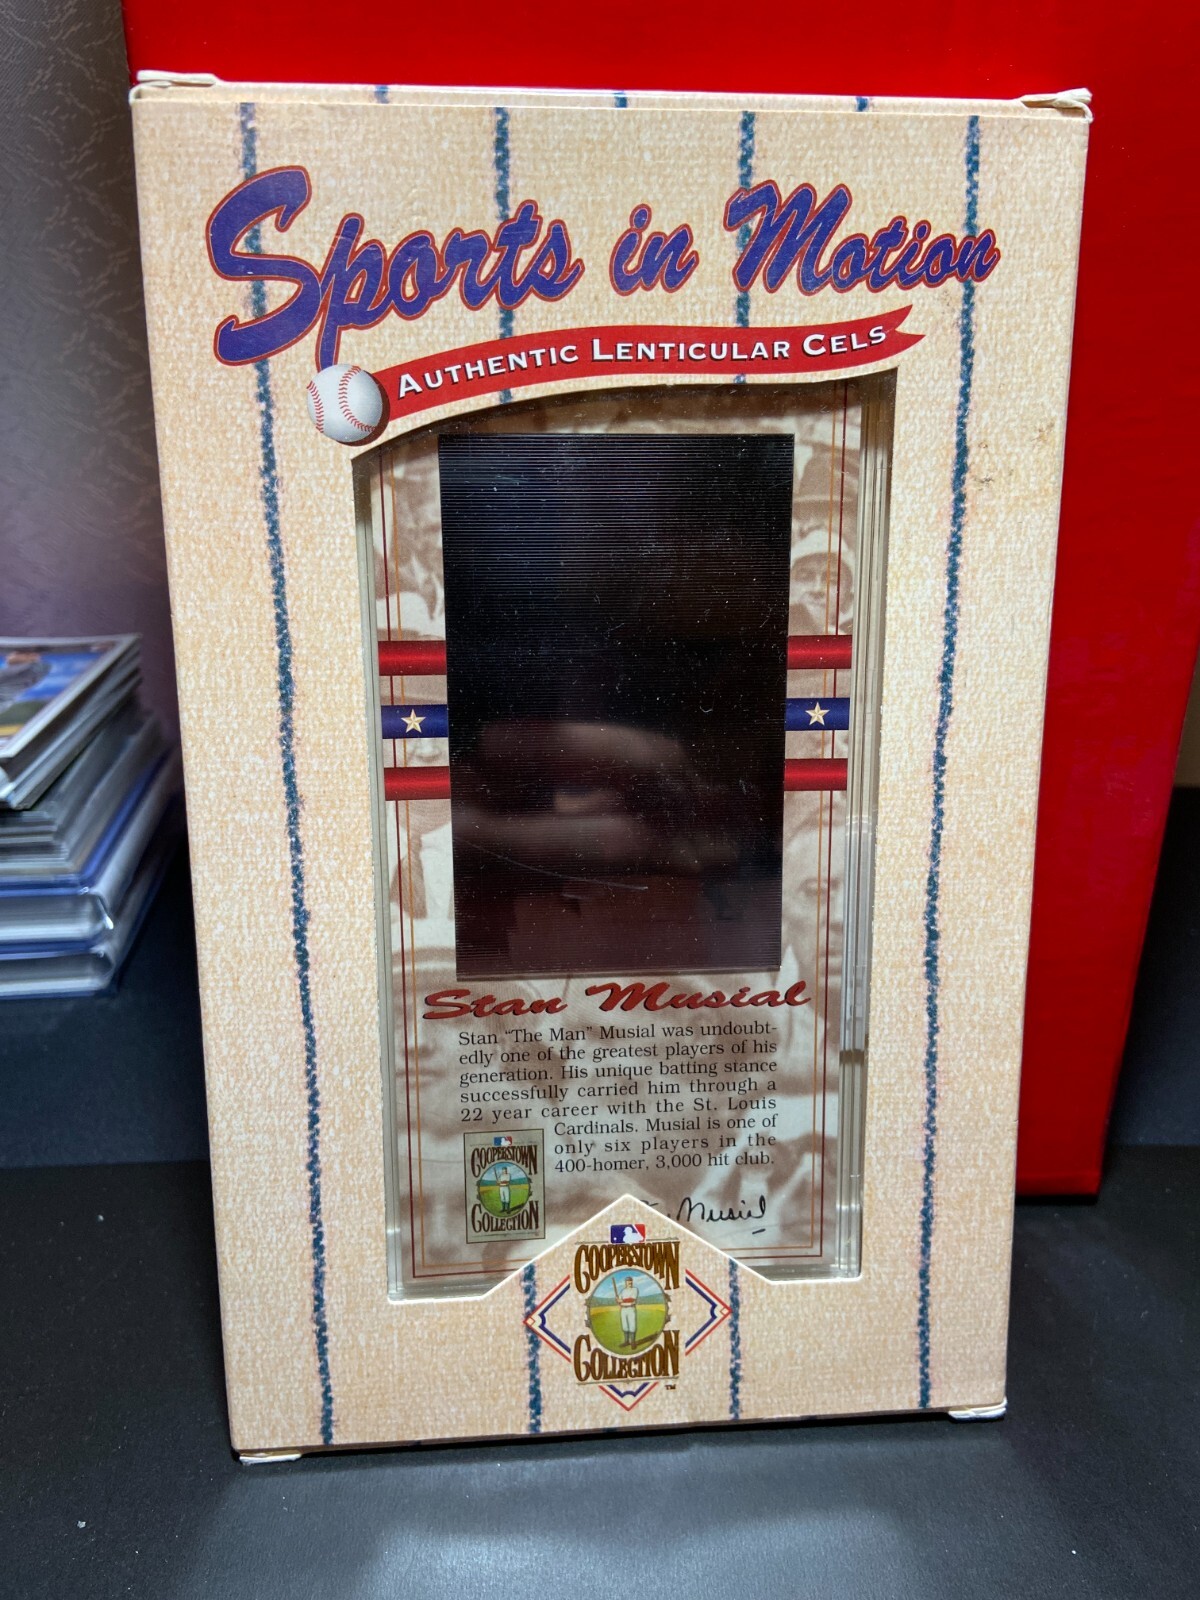 Sports in Motion
AUTHENTIC LENTICULAR CELS
Stan Musial
Stan "The Man" Musial was undoubt-
edly one of the greatest players of his
generation. His unique batting stance
successfully carried him through a
22 year career with the St. Louis
Cardinals. Musial is one of
only six players in the
400-homer, 3,000 hit club.
COOPERSTOWN
COLLECTION
Musial
COOPERSTOWN
COLLECTION
TM